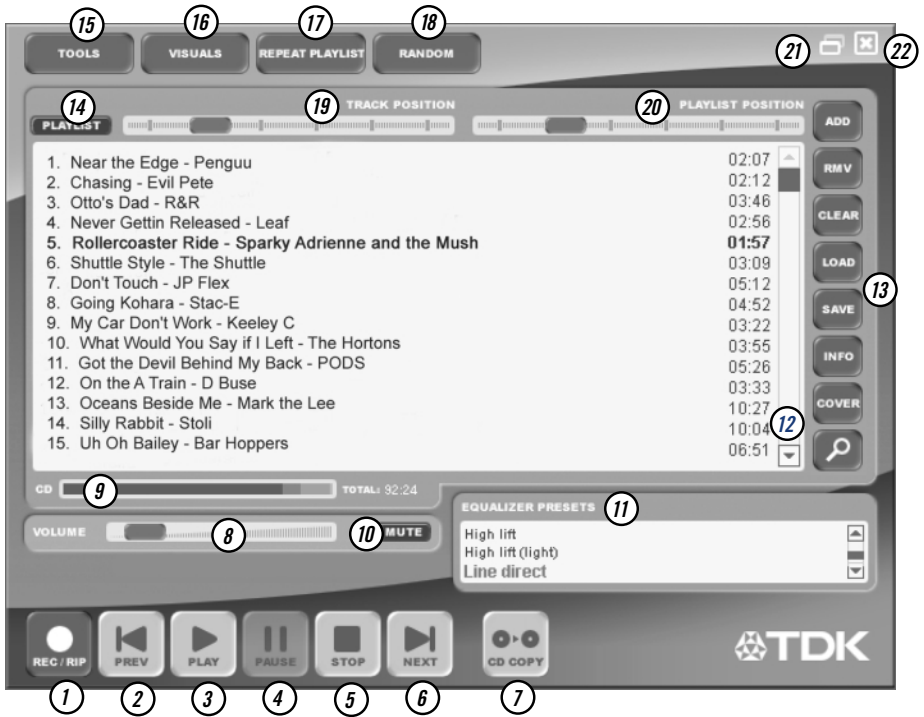 15 16 17 18
TOOLS VISUALS REPEAT PLAYLIST RANDOM
21 22
14 19 TRACK POSITION 20 PLAYLIST POSITION
PLAYLIST
ADD
RMV
CLEAR
LOAD
13
SAVE
INFO
COVER
1. Near the Edge - Penguu 02:07
2. Chasing - Evil Pete 02:12
3. Otto's Dad - R&R 03:46
4. Never Gettin Released - Leaf 02:56
5. Rollercoaster Ride - Sparky Adrienne and the Mush 01:57
6. Shuttle Style - The Shuttle 03:09
7. Don't Touch - JP Flex 05:12
8. Going Kohara - Stac-E 04:52
9. My Car Don't Work - Keeley C 03:22
10. What Would You Say if I Left - The Hortons 03:55
11. Got the Devil Behind My Back - PODS 05:26
12. On the A Train - D Buse 03:33
13. Oceans Beside Me - Mark the Lee 10:27
14. Silly Rabbit - Stoli 10:04
15. Uh Oh Bailey - Bar Hoppers 06:51
12
CD 9 TOTAL: 92:24
VOLUME 8 10 MUTE
EQUALIZER PRESETS 11
High lift
High lift (light)
Line direct
REC / RIP PREV PLAY PAUSE STOP NEXT CD COPY
TDK
1 2 3 4 5 6 7